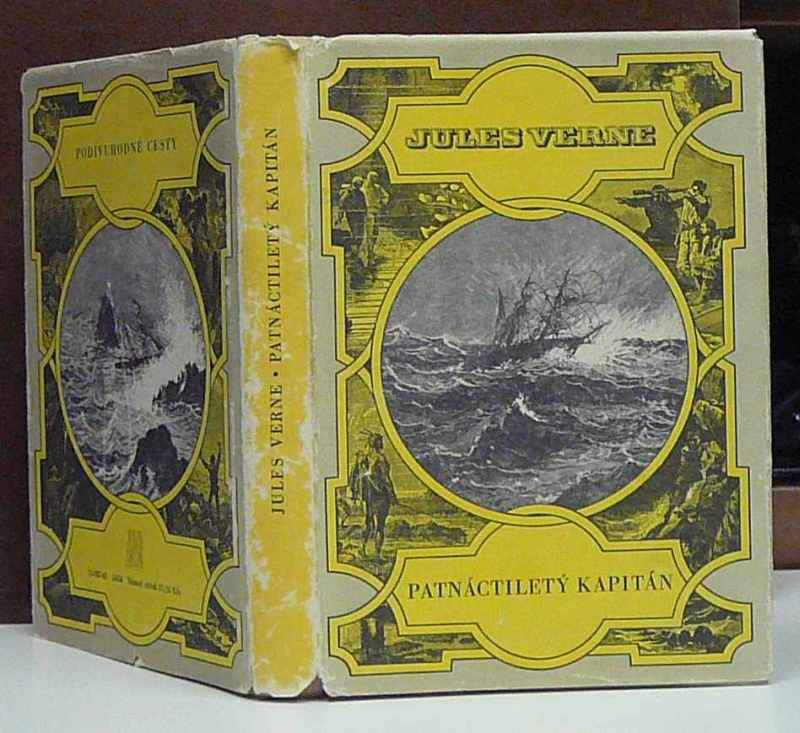 PODIVUHODNÉ CESTY
JULES VERNE • PATNÁCTILETÝ KAPITÁN
JULES VERNE
PATNÁCTILETÝ KAPITÁN